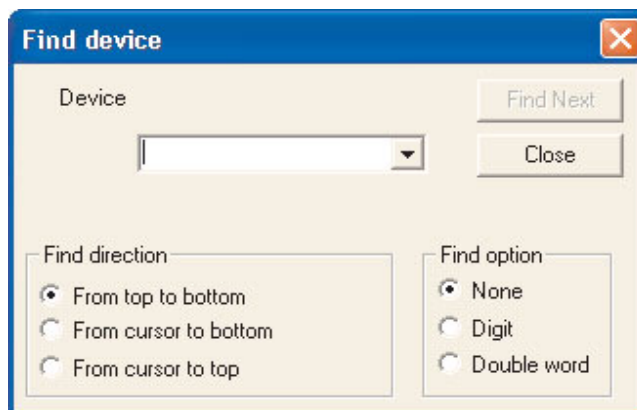 Find device
Device
Find Next
Close
Find direction
From top to bottom
From cursor to bottom
From cursor to top
Find option
None
Digit
Double word